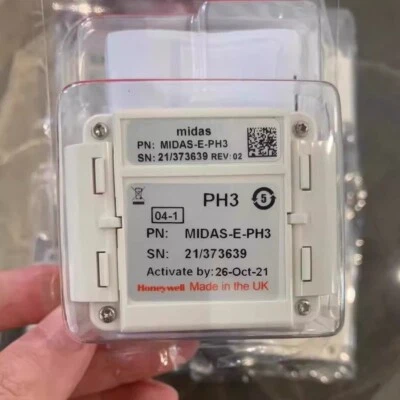 midas
PN: MIDAS-E-PH3
SN: 21/373639 REV: 02
PH3
5
04-1
PN: MIDAS-E-PH3
SN: 21/373639
Activate by: 26-Oct-21
Honeywell Made in the UK